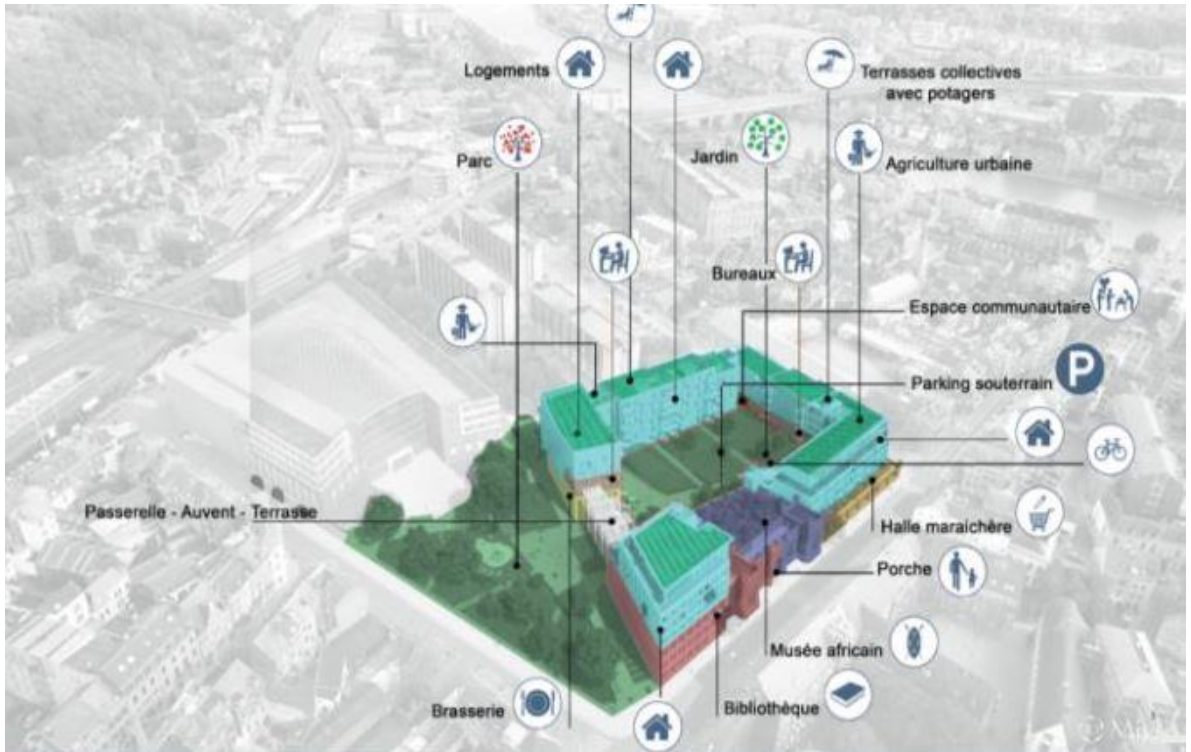 Logements
Terrasses collectives
avec potagers
Parc
Jardin
Agriculture urbaine
Bureaux
Espace communautaire
Parking souterrain
P
Passerelle - Auvent - Terrasse
Halle maraichère
Porche
Musée africain
Brasserie
Bibliothèque